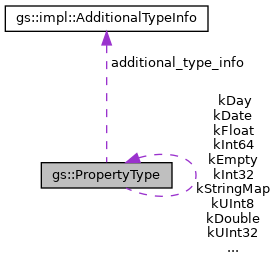 gs::impl::AdditionalTypeInfo
additional_type_info
kDay
kDate
kFloat
kInt64
kEmpty
kInt32
kStringMap
kUInt8
kDouble
kUInt32
...
gs::PropertyType